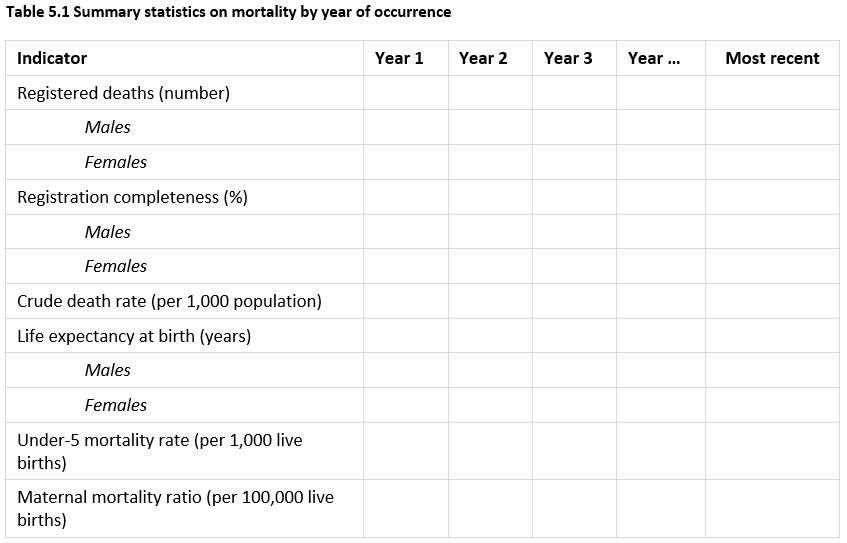 Table 5.1 Summary statistics on mortality by year of occurrence
Indicator Year 1 Year 2 Year 3 Year ... Most recent
Registered deaths (number)
Males
Females
Registration completeness (%)
Males
Females
Crude death rate (per 1,000 population)
Life expectancy at birth (years)
Males
Females
Under-5 mortality rate (per 1,000 live
births)
Maternal mortality ratio (per 100,000 live
births)